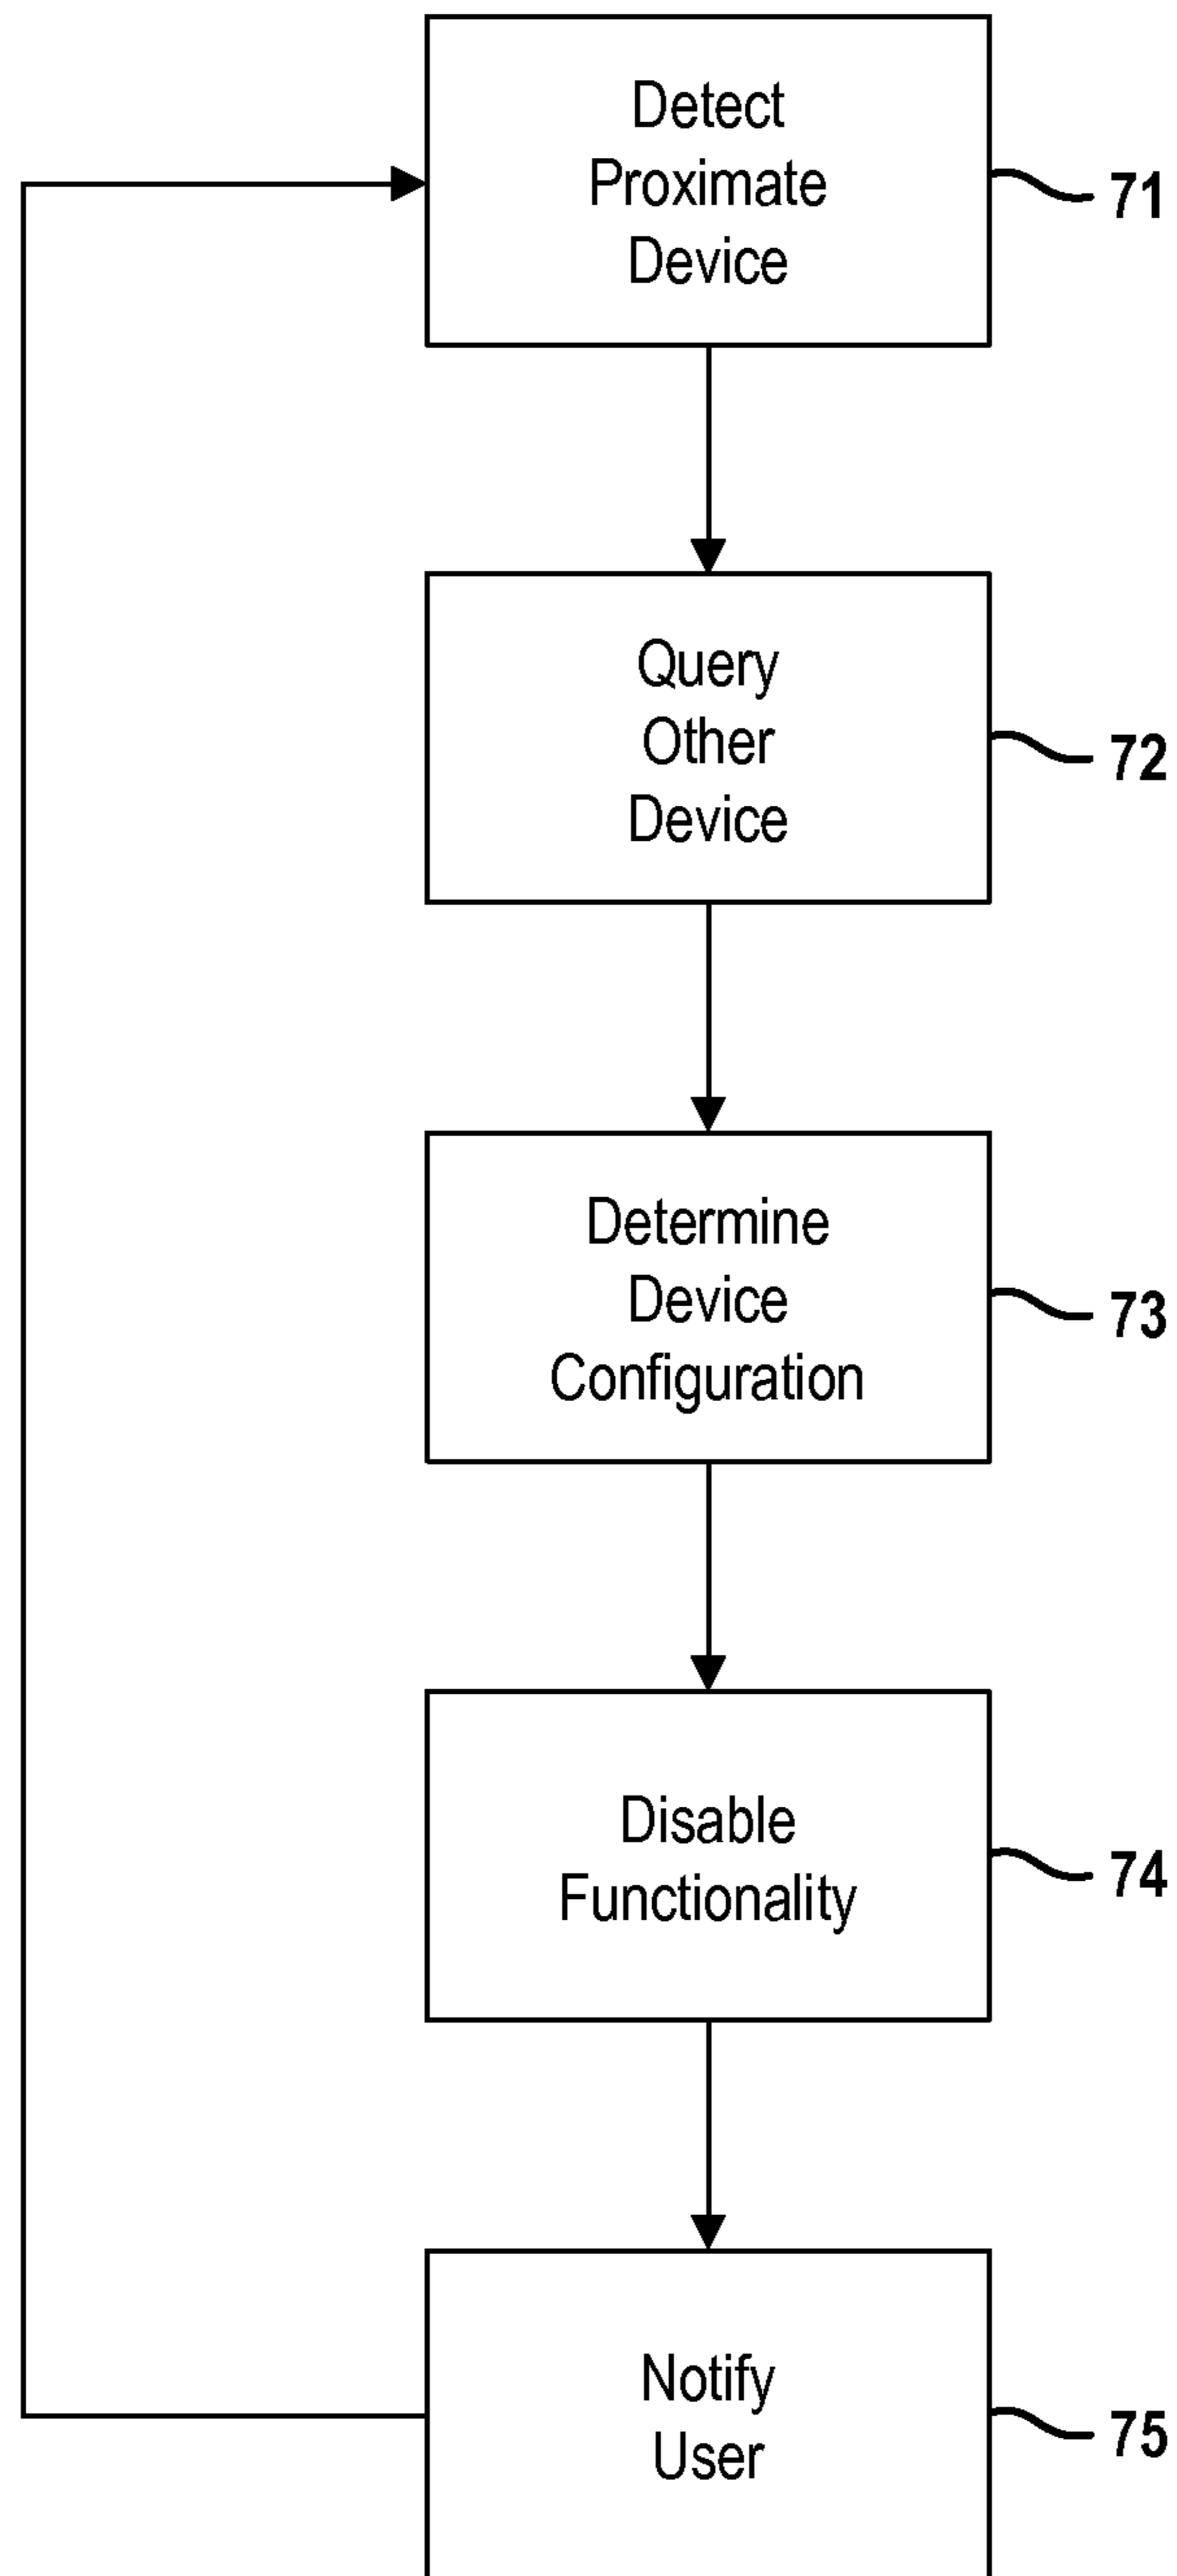 Detect
Proximate
Device
71
Query
Other
Device
72
Determine
Device
Configuration
73
Disable
Functionality
74
Notify
User
75